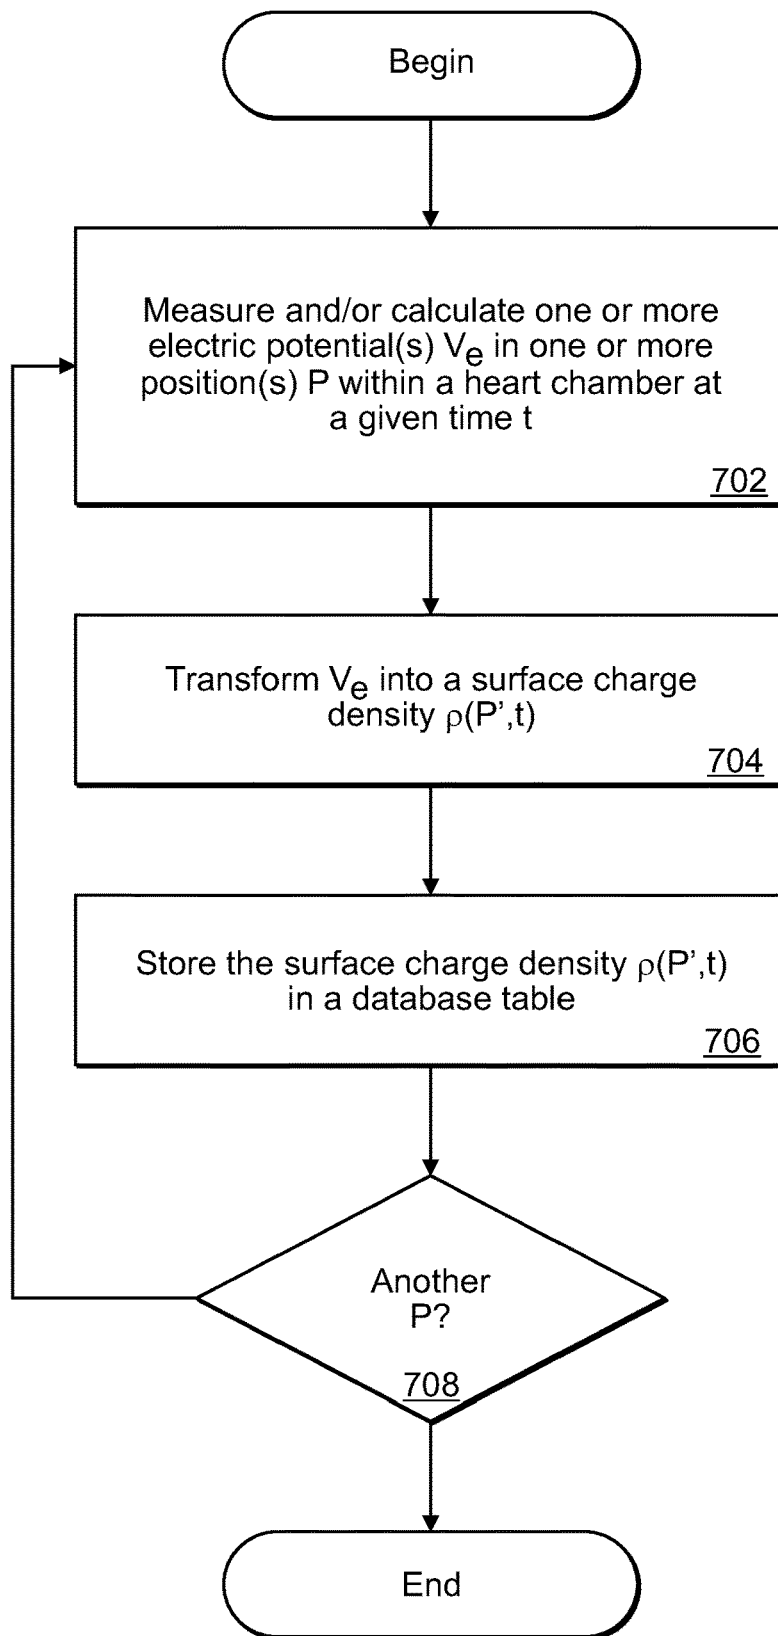 Begin
Measure and/or calculate one or more
electric potential(s) Ve in one or more
position(s) P within a heart chamber at
a given time t
702
Transform Ve into a surface charge
density ρ(P',t)
704
Store the surface charge density ρ(P',t)
in a database table
706
Another
P?
708
End